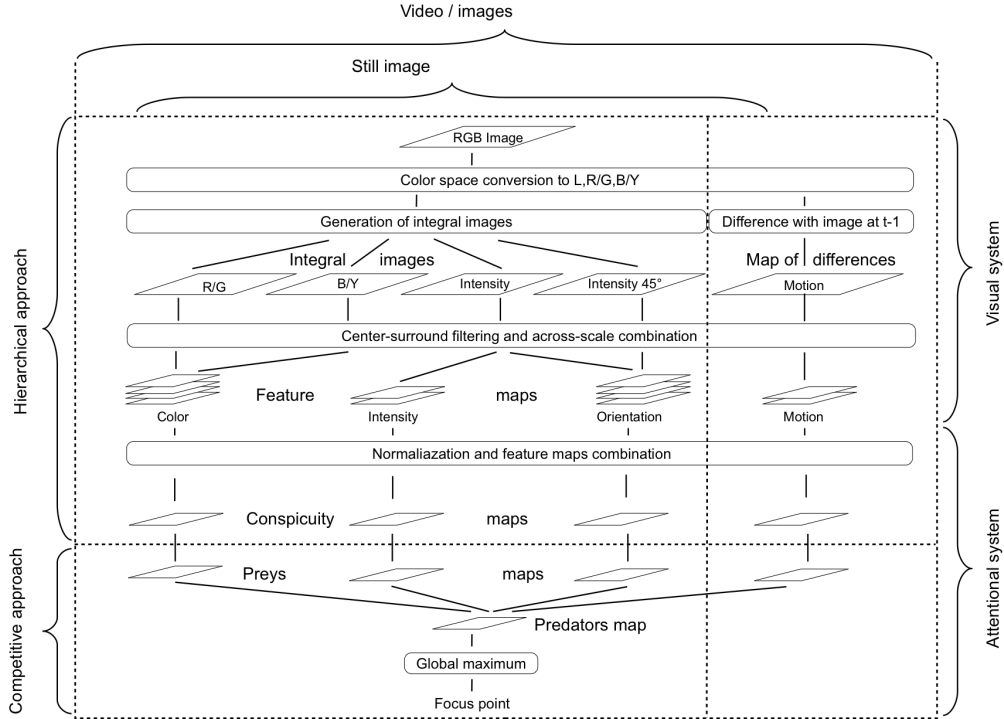 Video / images
Still image
RGB Image
Color space conversion to L,R/G,B/Y
Generation of integral images
Difference with image at t-1
Integral images
Map of differences
R/G
B/Y
Intensity
Intensity 45°
Motion
Center-surround filtering and across-scale combination
Feature maps
Color
Intensity
Orientation
Motion
Normaliazation and feature maps combination
Conspicuity maps
Preys maps
Predators map
Global maximum
Focus point
Hierarchical approach
Competitive approach
Visual system
Attentional system